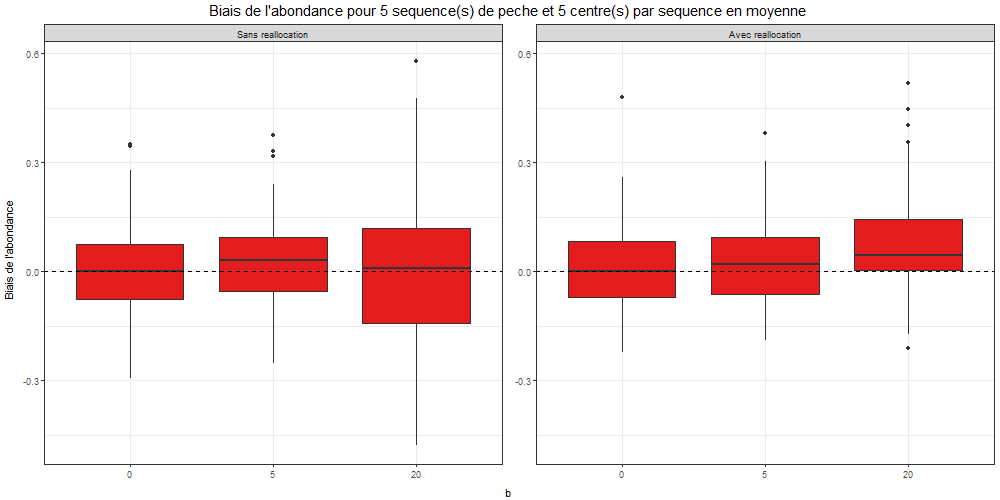 Biais de l'abondance pour 5 sequence(s) de peche et 5 centre(s) par sequence en moyenne
Sans reallocation
Avec reallocation
Biais de l'abondance
0.6
0.3
0.0
-0.3
0.6
0.3
0.0
-0.3
0
5
20
0
5
20
b